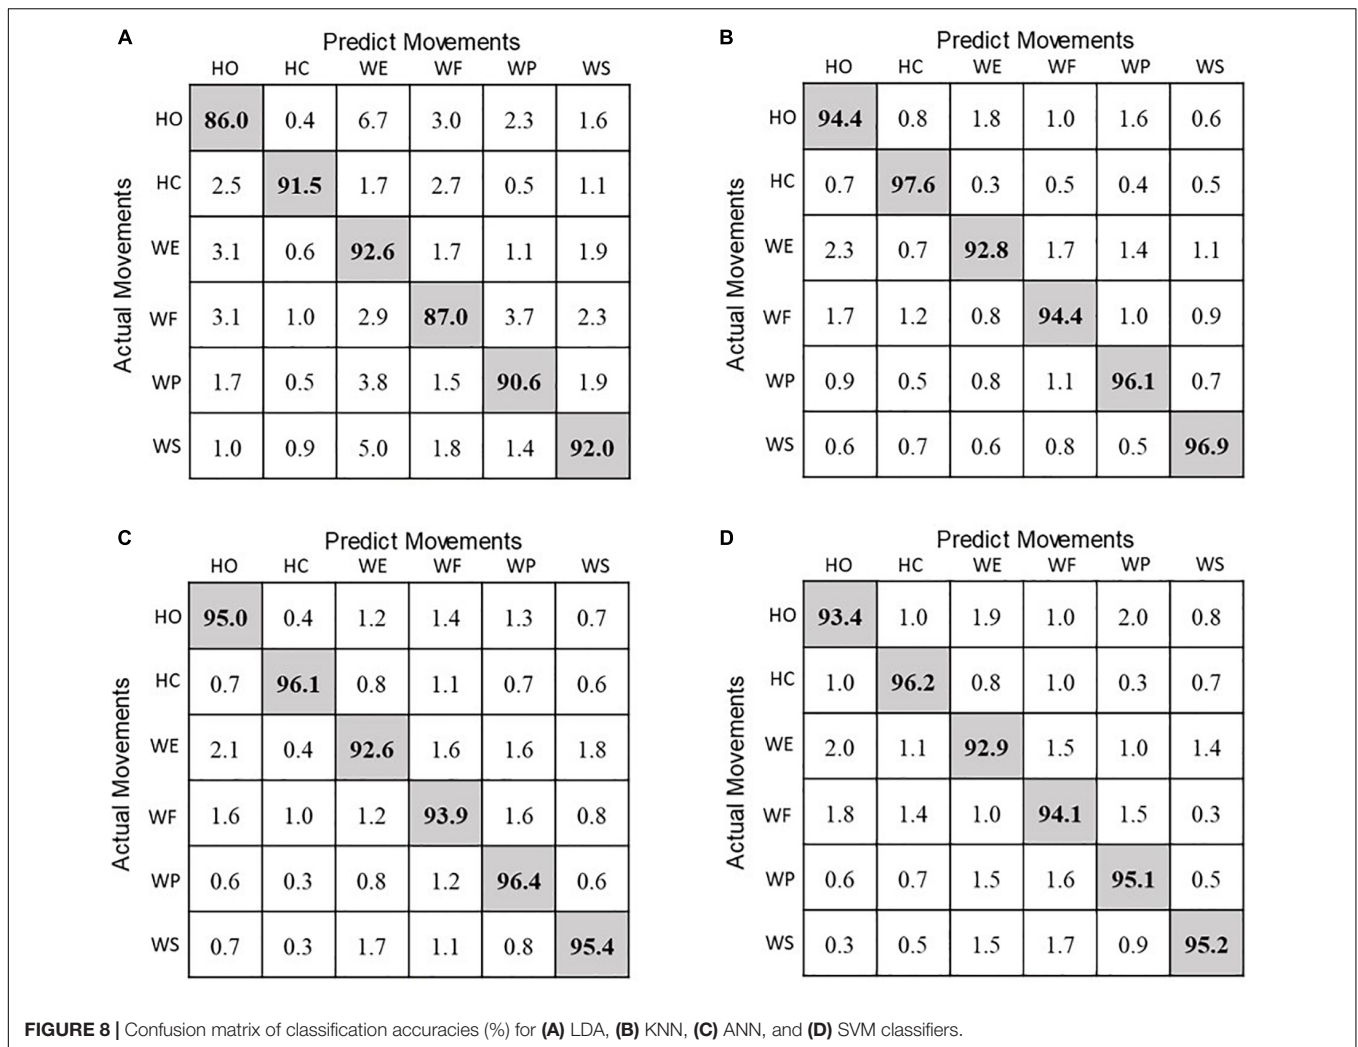 A
Predict Movements
HO HC WE WF WP WS
Actual Movements
HO 86.0 0.4 6.7 3.0 2.3 1.6
HC 2.5 91.5 1.7 2.7 0.5 1.1
WE 3.1 0.6 92.6 1.7 1.1 1.9
WF 3.1 1.0 2.9 87.0 3.7 2.3
WP 1.7 0.5 3.8 1.5 90.6 1.9
WS 1.0 0.9 5.0 1.8 1.4 92.0
B
Predict Movements
HO HC WE WF WP WS
Actual Movements
HO 94.4 0.8 1.8 1.0 1.6 0.6
HC 0.7 97.6 0.3 0.5 0.4 0.5
WE 2.3 0.7 92.8 1.7 1.4 1.1
WF 1.7 1.2 0.8 94.4 1.0 0.9
WP 0.9 0.5 0.8 1.1 96.1 0.7
WS 0.6 0.7 0.6 0.8 0.5 96.9
C
Predict Movements
HO HC WE WF WP WS
Actual Movements
HO 95.0 0.4 1.2 1.4 1.3 0.7
HC 0.7 96.1 0.8 1.1 0.7 0.6
WE 2.1 0.4 92.6 1.6 1.6 1.8
WF 1.6 1.0 1.2 93.9 1.6 0.8
WP 0.6 0.3 0.8 1.2 96.4 0.6
WS 0.7 0.3 1.7 1.1 0.8 95.4
D
Predict Movements
HO HC WE WF WP WS
Actual Movements
HO 93.4 1.0 1.9 1.0 2.0 0.8
HC 1.0 96.2 0.8 1.0 0.3 0.7
WE 2.0 1.1 92.9 1.5 1.0 1.4
WF 1.8 1.4 1.0 94.1 1.5 0.3
WP 0.6 0.7 1.5 1.6 95.1 0.5
WS 0.3 0.5 1.5 1.7 0.9 95.2
FIGURE 8 | Confusion matrix of classification accuracies (%) for (A) LDA, (B) KNN, (C) ANN, and (D) SVM classifiers.